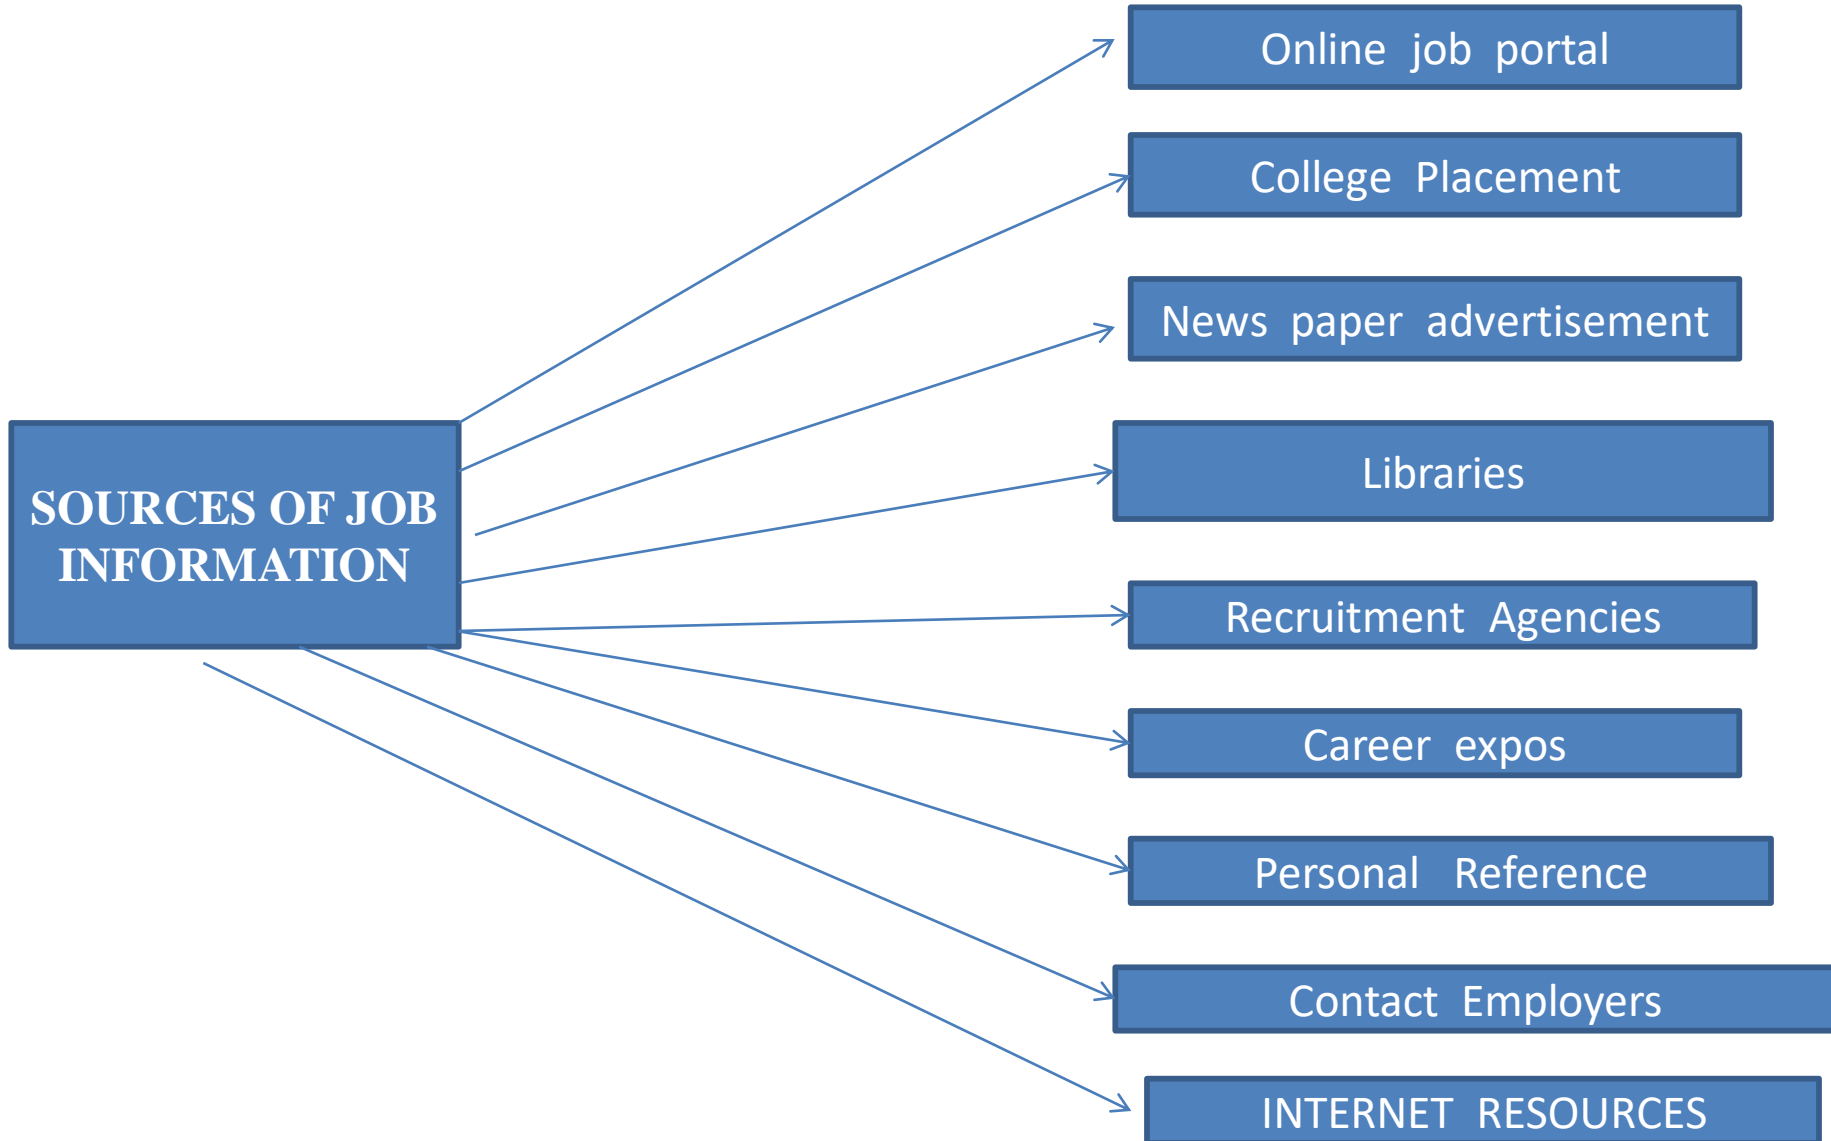 SOURCES OF JOB
INFORMATION
Online job portal
College Placement
News paper advertisement
Libraries
Recruitment Agencies
Career expos
Personal Reference
Contact Employers
INTERNET RESOURCES